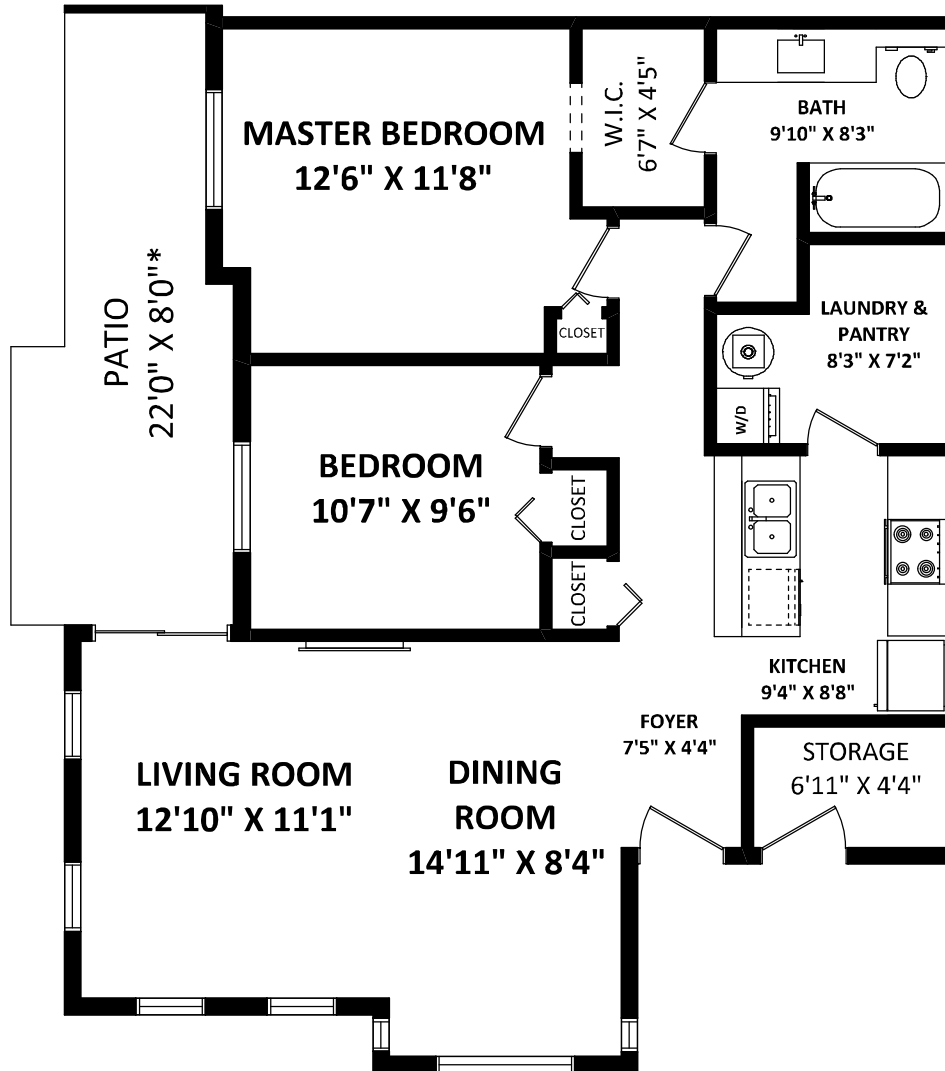 MASTER BEDROOM
12'6" X 11'8"
W.I.C.
6'7" X 4'5"
BATH
9'10" X 8'3"
PATIO
22'0" X 8'0"*
CLOSET
LAUNDRY &
PANTRY
8'3" X 7'2"
W/D
BEDROOM
10'7" X 9'6"
CLOSET
CLOSET
KITCHEN
9'4" X 8'8"
FOYER
7'5" X 4'4"
STORAGE
6'11" X 4'4"
LIVING ROOM
12'10" X 11'1"
DINING
ROOM
14'11" X 8'4"